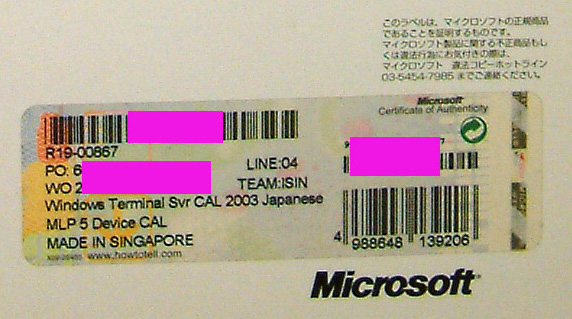 このラベルは、マイクロソフトの正規商品
であることを証明するものです。
マイクロソフト製品に関する不正商品もし
くは違法行為にお気付きの際は、
マイクロソフト 違法コピーホットライン
03-5454-7985 までご連絡ください。
Microsoft
Certificate of Authenticity
R19-00867
PO: 6
LINE:04
WO 2
TEAM:ISIN
Windows Terminal Svr CAL 2003 Japanese
MLP 5 Device CAL
MADE IN SINGAPORE
www.howtotell.com
4 988648 139206
Microsoft